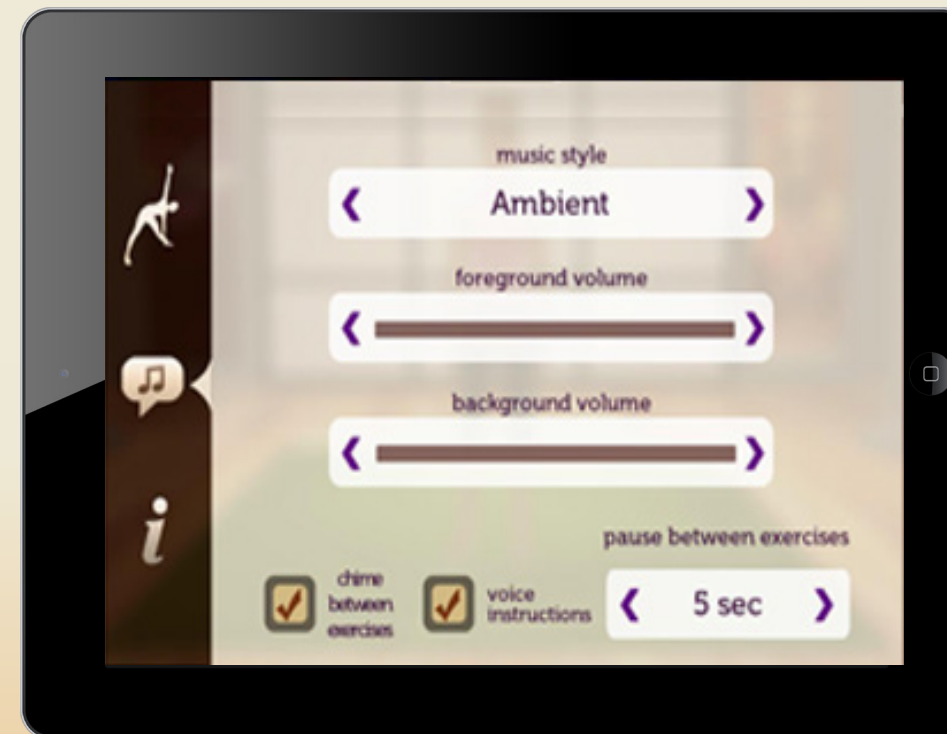 music style
Ambient
foreground volume
background volume
pause between exercises
chime
between
exercises
voice
instructions
5 sec